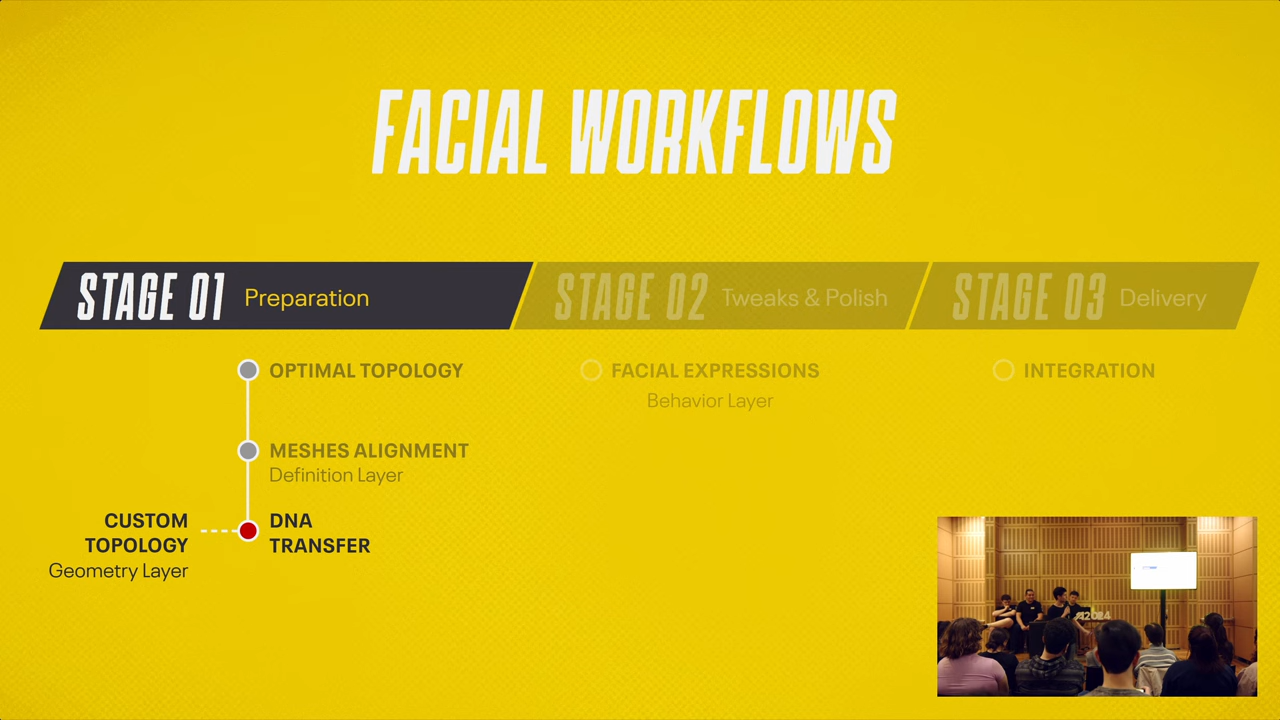 FACIAL WORKFLOWS
STAGE 01 Preparation
STAGE 02 Tweaks & Polish
STAGE 03 Delivery
OPTIMAL TOPOLOGY
MESHES ALIGNMENT
Definition Layer
CUSTOM
TOPOLOGY
Geometry Layer
DNA
TRANSFER
FACIAL EXPRESSIONS
Behavior Layer
INTEGRATION